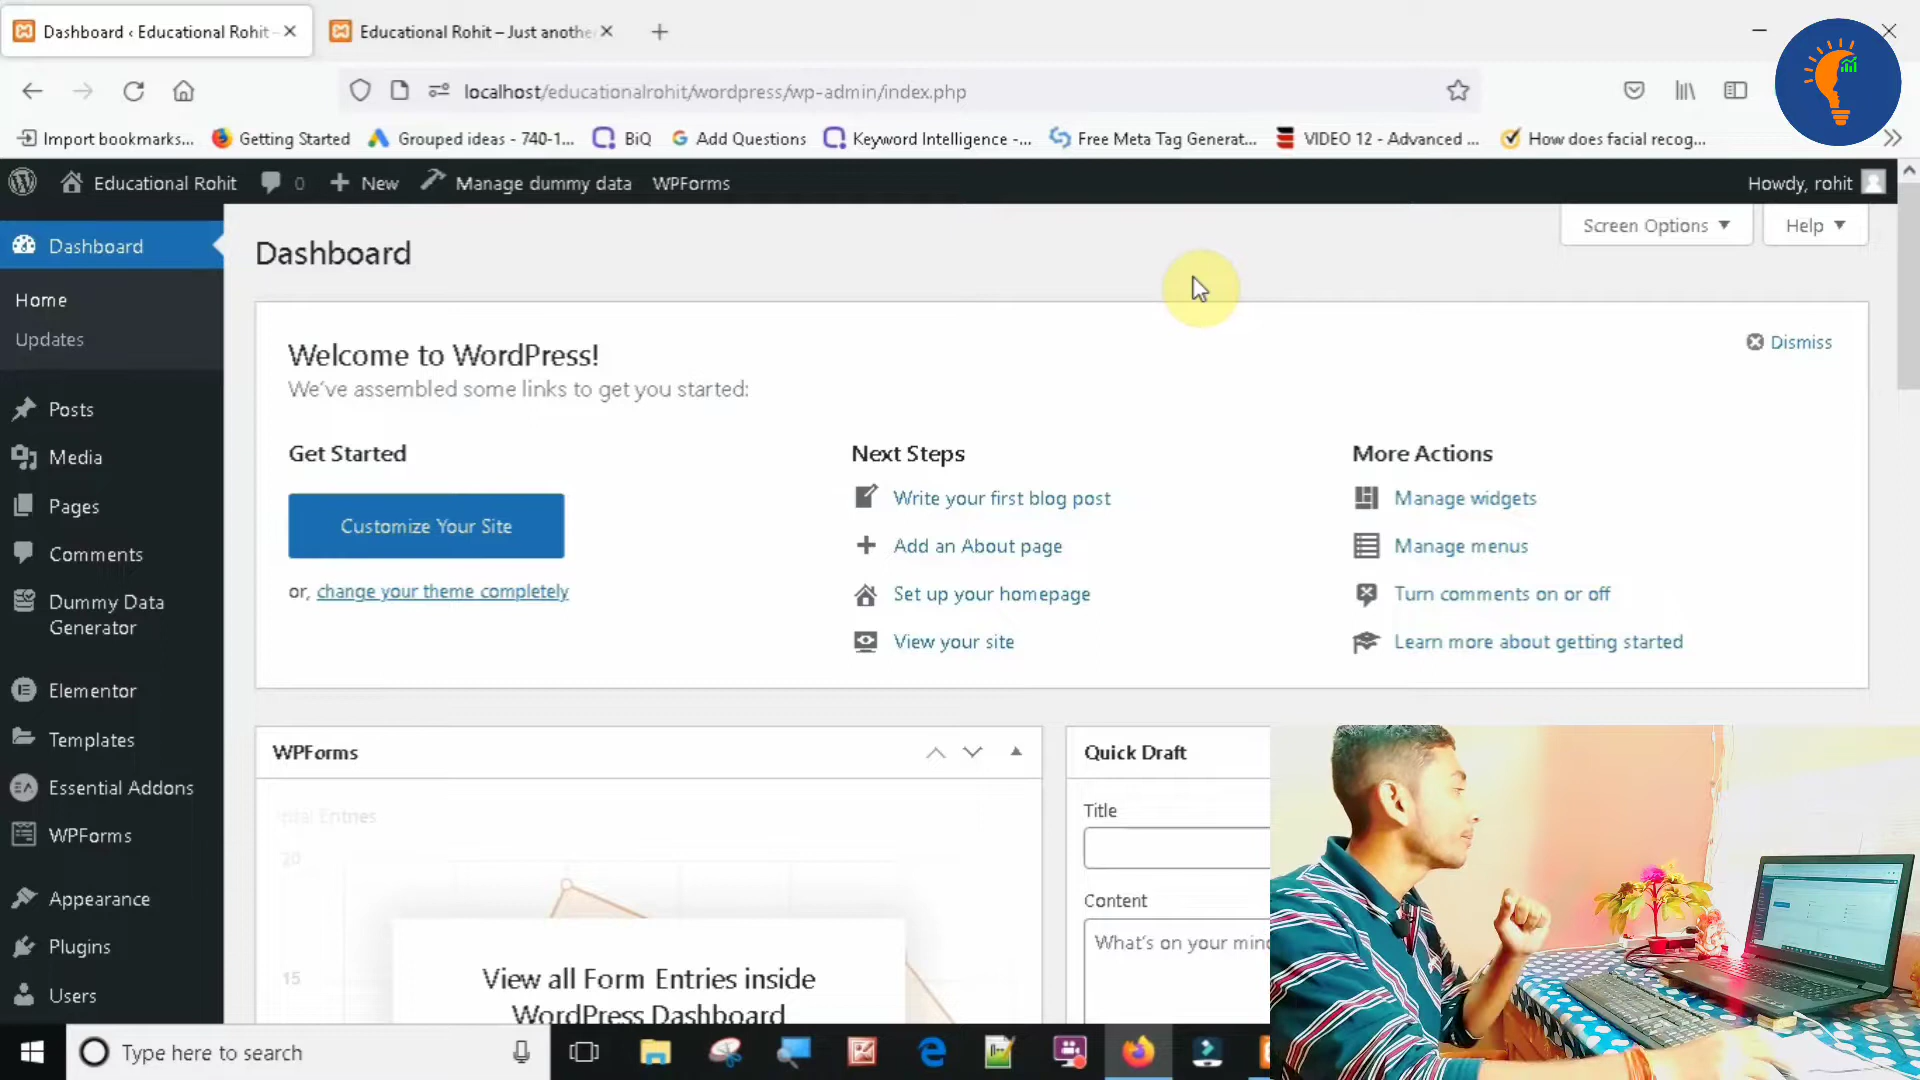 Dashboard ‹ Educational Rohit –
Educational Rohit – Just anothe
localhost/educationalrohit/wordpress/wp-admin/index.php
Import bookmarks...
Getting Started
Grouped ideas - 740-1...
BiQ
Add Questions
Keyword Intelligence -...
Free Meta Tag Generat...
VIDEO 12 - Advanced ...
How does facial recog...
Educational Rohit
0
New
Manage dummy data
WPForms
Howdy, rohit
Dashboard
Home
Updates
Posts
Media
Pages
Comments
Dummy Data
Generator
Elementor
Templates
Essential Addons
WPForms
Appearance
Plugins
Users
Screen Options
Help
Dashboard
Welcome to WordPress!
We've assembled some links to get you started:
Dismiss
Get Started
Customize Your Site
or, change your theme completely
Next Steps
Write your first blog post
Add an About page
Set up your homepage
View your site
More Actions
Manage widgets
Manage menus
Turn comments on or off
Learn more about getting started
WPForms
Entries
20
15
View all Form Entries inside
WordPress Dashboard
Quick Draft
Title
Content
What's on your mind
Type here to search